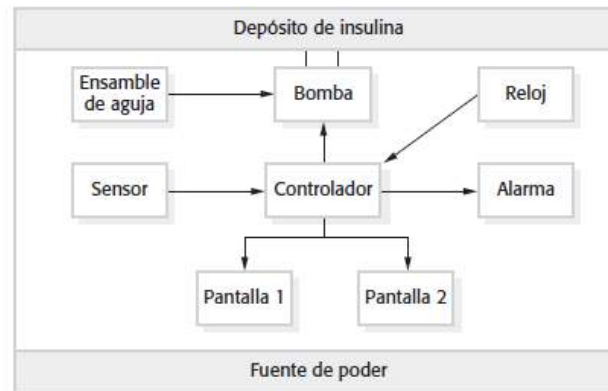 Depósito de insulina
Ensamble
de aguja
Bomba
Reloj
Sensor
Controlador
Alarma
Pantalla 1
Pantalla 2
Fuente de poder